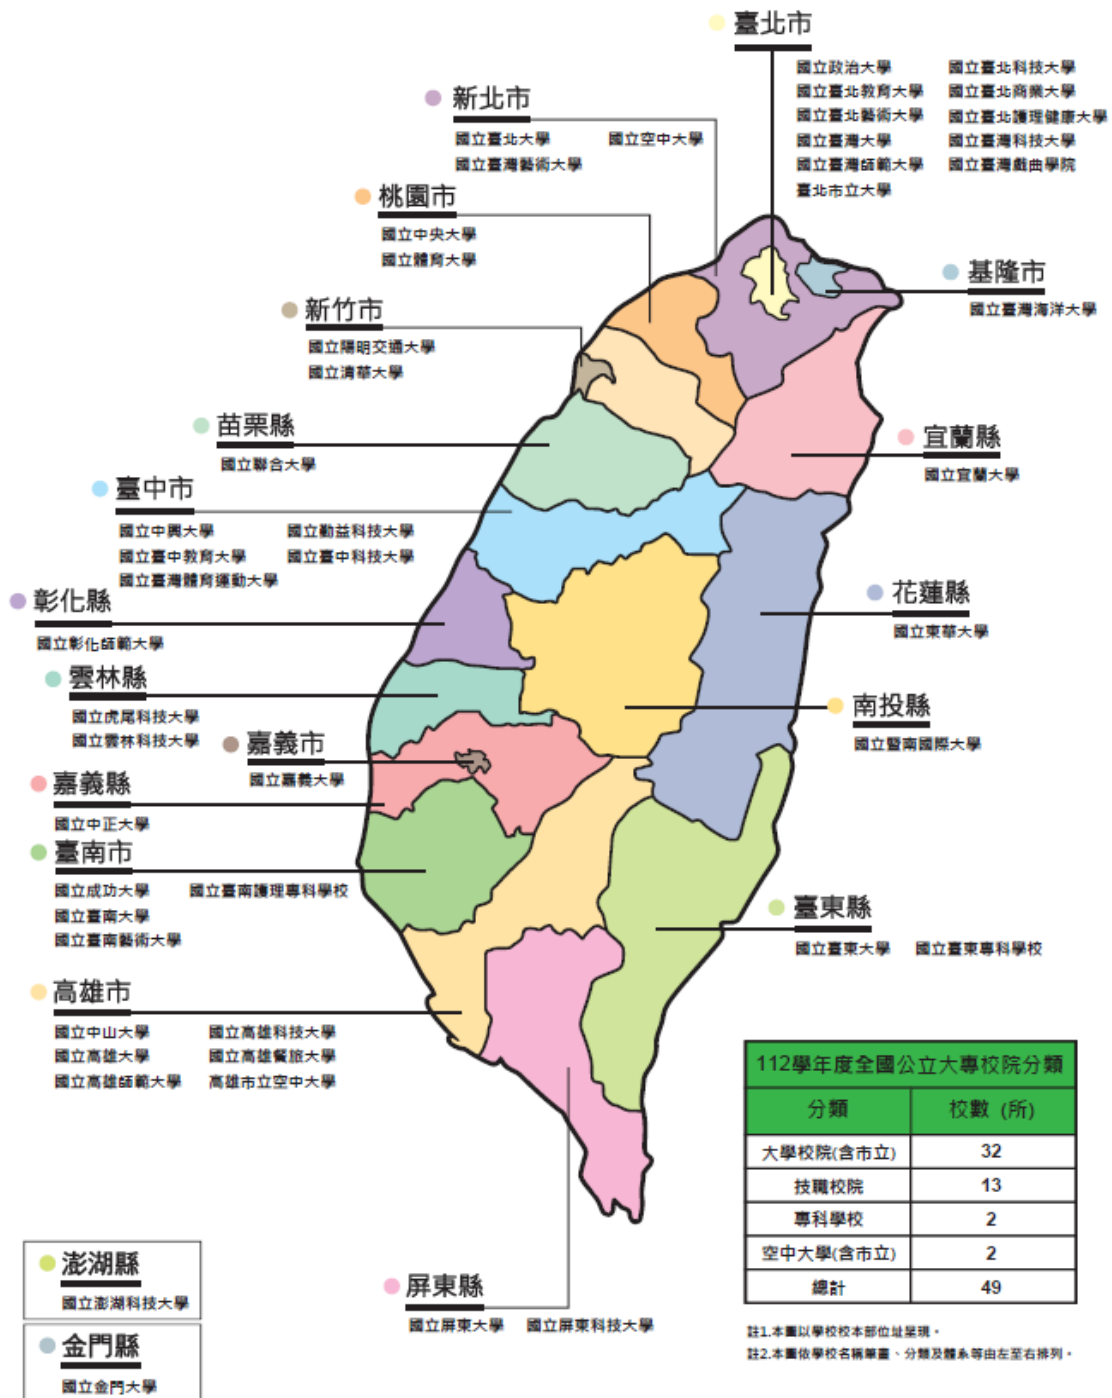 臺北市
國立政治大學 國立臺北科技大學
國立臺北教育大學 國立臺北商業大學
國立臺北藝術大學 國立臺北護理健康大學
國立臺灣大學 國立臺灣科技大學
國立臺灣師範大學 國立臺灣戲曲學院
臺北市立大學
新北市
國立臺北大學 國立空中大學
國立臺灣藝術大學
桃園市
國立中央大學
國立體育大學
基隆市
國立臺灣海洋大學
新竹市
國立陽明交通大學
國立清華大學
苗栗縣
國立聯合大學
宜蘭縣
國立宜蘭大學
臺中市
國立中興大學 國立勤益科技大學
國立臺中教育大學 國立臺中科技大學
國立臺灣體育運動大學
彰化縣
國立彰化師範大學
花蓮縣
國立東華大學
雲林縣
國立虎尾科技大學
國立雲林科技大學
南投縣
國立暨南國際大學
嘉義市
國立嘉義大學
嘉義縣
國立中正大學
臺南市
國立成功大學 國立臺南護理專科學校
國立臺南大學
國立臺南藝術大學
臺東縣
國立臺東大學 國立臺東專科學校
高雄市
國立中山大學 國立高雄科技大學
國立高雄大學 國立高雄餐旅大學
國立高雄師範大學 高雄市立空中大學
112學年度全國公立大專校院分類
分類 校數 (所)
大學校院(含市立) 32
技職校院 13
專科學校 2
空中大學(含市立) 2
總計 49
澎湖縣
國立澎湖科技大學
屏東縣
國立屏東大學 國立屏東科技大學
金門縣
國立金門大學
註1.本圖以學校校本部位址呈現。
註2.本圖依學校名稱筆畫、分類及體系等由左至右排列。